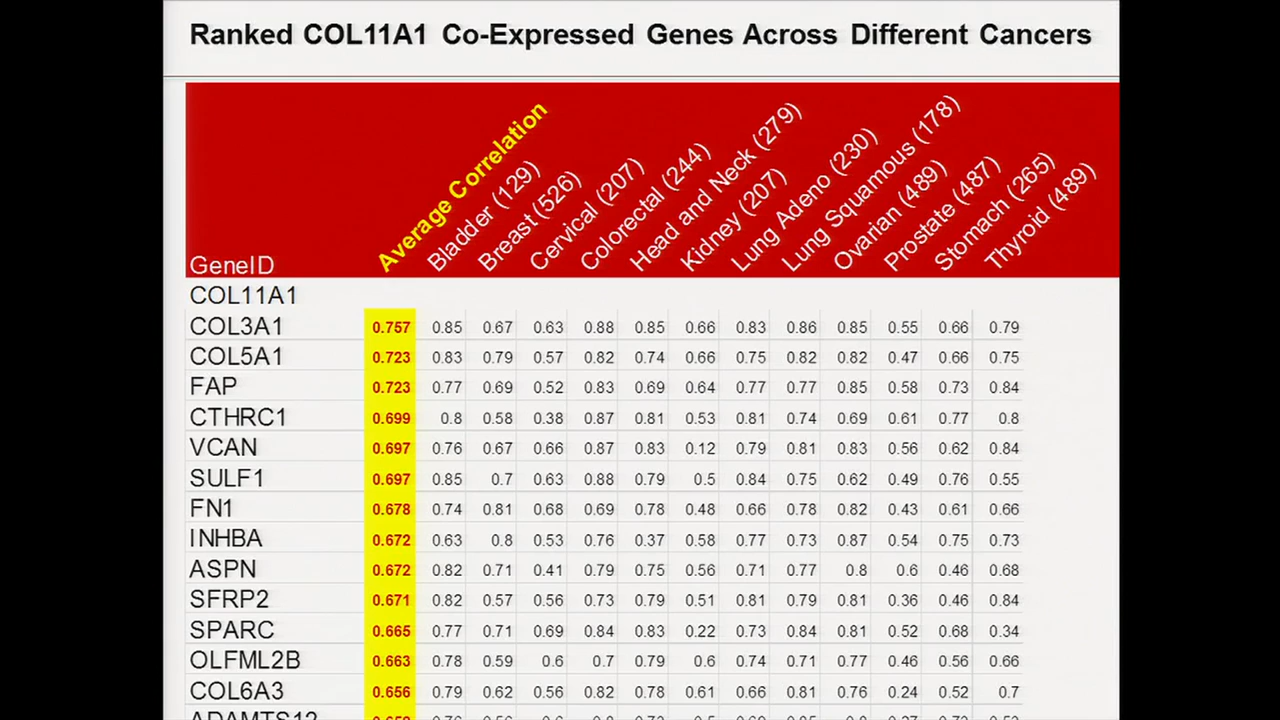 Ranked COL11A1 Co-Expressed Genes Across Different Cancers
GeneID Average Correlation Bladder (129) Breast (526) Cervical (207) Colorectal (244) Head and Neck (279) Kidney (207) Lung Adeno (230) Lung Squamous (178) Ovarian (489) Prostate (487) Stomach (265) Thyroid (489)
COL11A1
COL3A1 0.757 0.85 0.67 0.63 0.88 0.85 0.66 0.83 0.86 0.85 0.55 0.66 0.79
COL5A1 0.723 0.83 0.79 0.57 0.82 0.74 0.66 0.75 0.82 0.82 0.47 0.66 0.75
FAP 0.723 0.77 0.69 0.52 0.83 0.69 0.64 0.77 0.77 0.85 0.58 0.73 0.84
CTHRC1 0.699 0.8 0.58 0.38 0.87 0.81 0.53 0.81 0.74 0.69 0.61 0.77 0.8
VCAN 0.697 0.76 0.67 0.66 0.87 0.83 0.12 0.79 0.81 0.83 0.56 0.62 0.84
SULF1 0.697 0.85 0.7 0.63 0.88 0.79 0.5 0.84 0.75 0.62 0.49 0.76 0.55
FN1 0.678 0.74 0.81 0.68 0.69 0.78 0.48 0.66 0.78 0.82 0.43 0.61 0.66
INHBA 0.672 0.63 0.8 0.53 0.76 0.37 0.58 0.77 0.73 0.87 0.54 0.75 0.73
ASPN 0.672 0.82 0.71 0.41 0.79 0.75 0.56 0.71 0.77 0.8 0.6 0.46 0.68
SFRP2 0.671 0.82 0.57 0.56 0.73 0.79 0.51 0.81 0.79 0.81 0.36 0.46 0.84
SPARC 0.665 0.77 0.71 0.69 0.84 0.83 0.22 0.73 0.84 0.81 0.52 0.68 0.34
OLFML2B 0.663 0.78 0.59 0.6 0.7 0.79 0.6 0.74 0.71 0.77 0.46 0.56 0.66
COL6A3 0.656 0.79 0.62 0.56 0.82 0.78 0.61 0.66 0.81 0.76 0.24 0.52 0.7
ADAMTS12